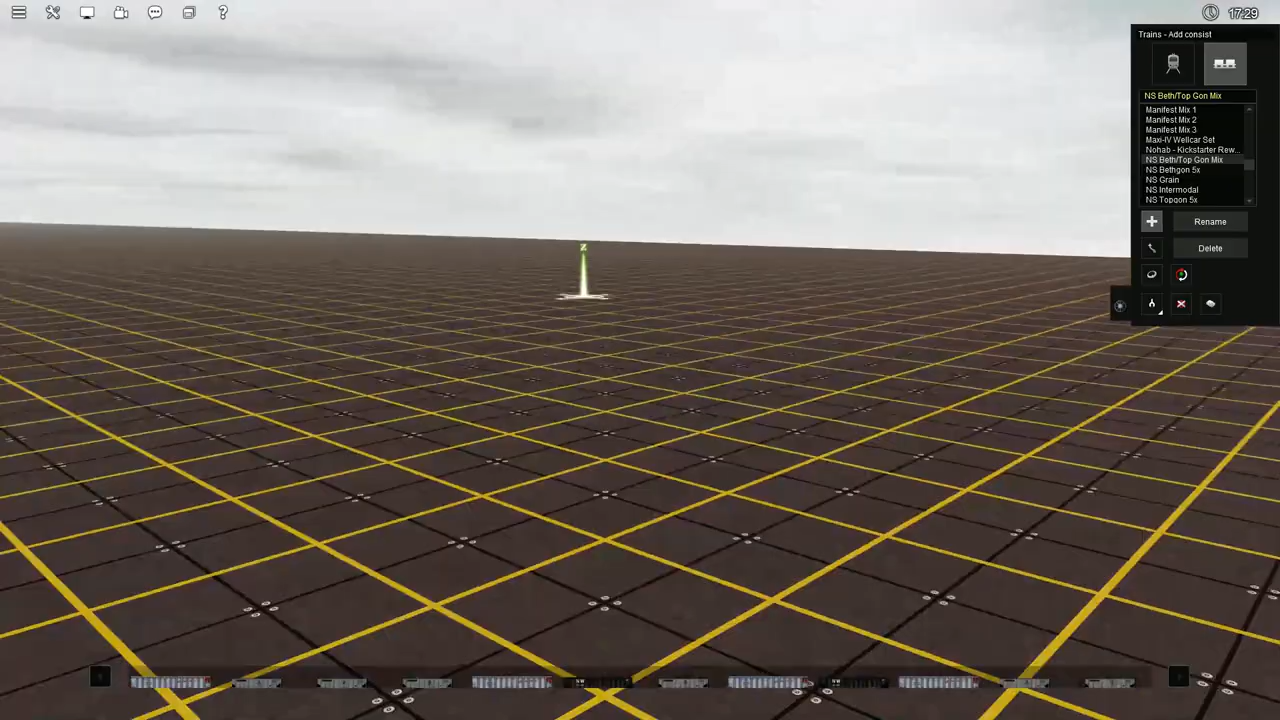 17:29
Trains - Add consist
NS Beth/Top Gon Mix
Manifest Mix 1
Manifest Mix 2
Manifest Mix 3
Maxi-IV Wellcar Set
Nohab - Kickstarter Rew...
NS Beth/Top Gon Mix
NS Bethgon 5x
NS Grain
NS Intermodal
NS Topgon 5x
Rename
Delete